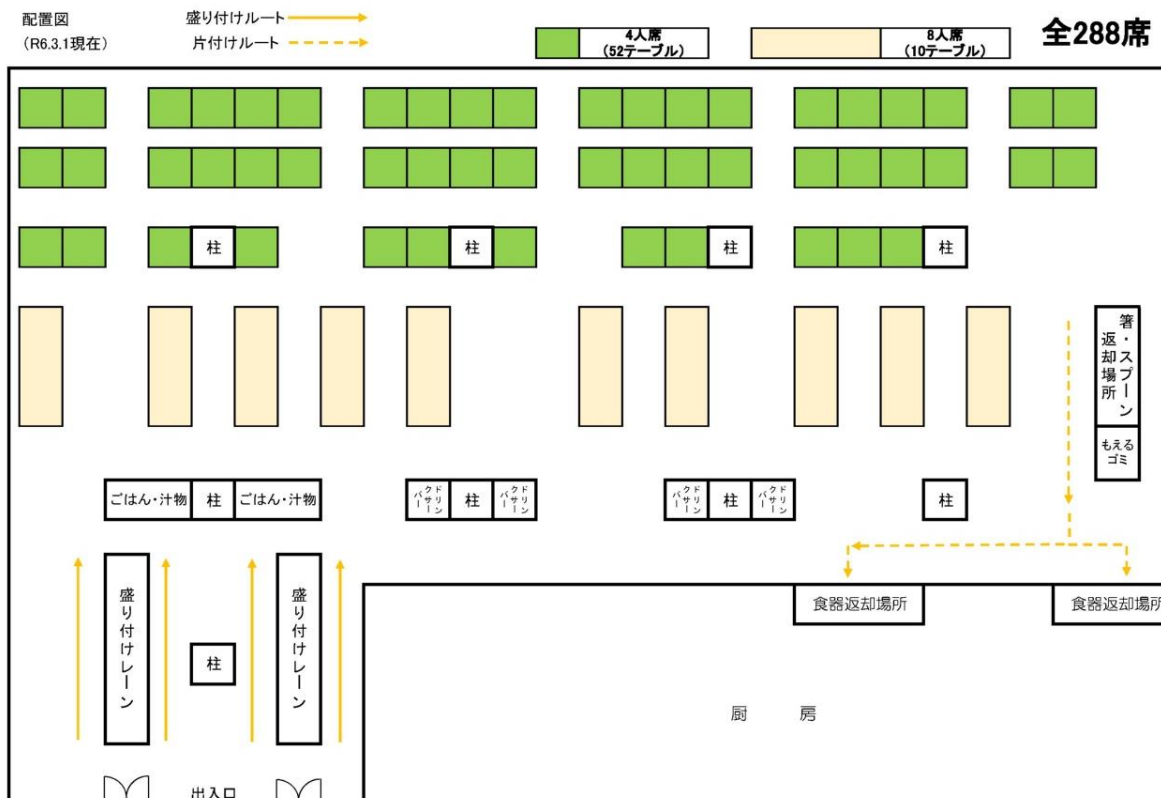 配置図
(R6.3.1現在)
盛り付けルート
片付けルート
4人席
(52テーブル)
8人席
(10テーブル)
全288席
柱
柱
柱
柱
箸・スプーン
返却場所
もえる
ゴミ
ごはん・汁物
柱
ごはん・汁物
ドリン
クサー
バー
柱
ドリン
クサー
バー
ドリン
クサー
バー
柱
ドリン
クサー
バー
柱
盛り付けレーン
柱
盛り付けレーン
食器返却場所
食器返却場所
厨 房
出入口